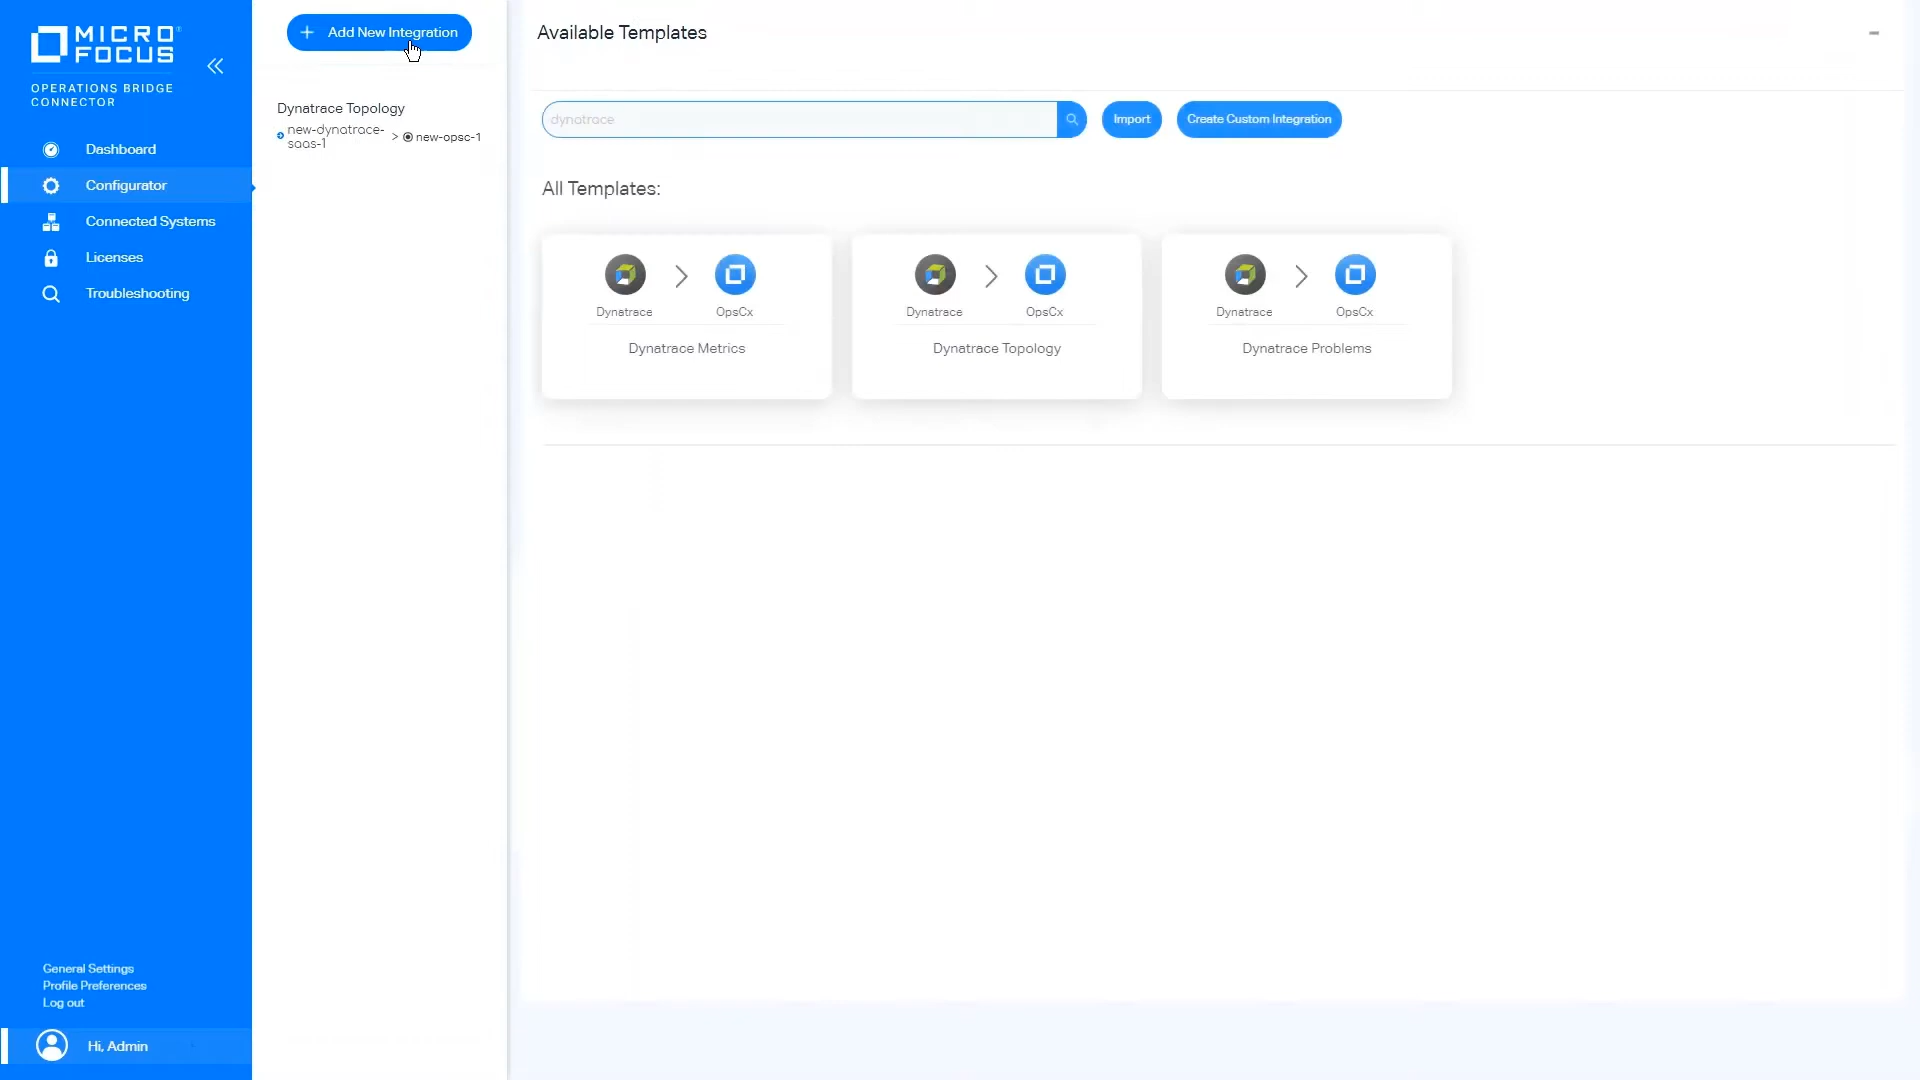 MICRO
FOCUS
OPERATIONS BRIDGE
CONNECTOR
Dashboard
Configurator
Connected Systems
Licenses
Troubleshooting
General Settings
Profile Preferences
Log out
Hi, Admin
Add New Integration
Dynatrace Topology
new-dynatrace-
saas-1
> new-opsc-1
Available Templates
dynatrace
Import
Create Custom Integration
All Templates:
Dynatrace
OpsCx
Dynatrace Metrics
Dynatrace
OpsCx
Dynatrace Topology
Dynatrace
OpsCx
Dynatrace Problems